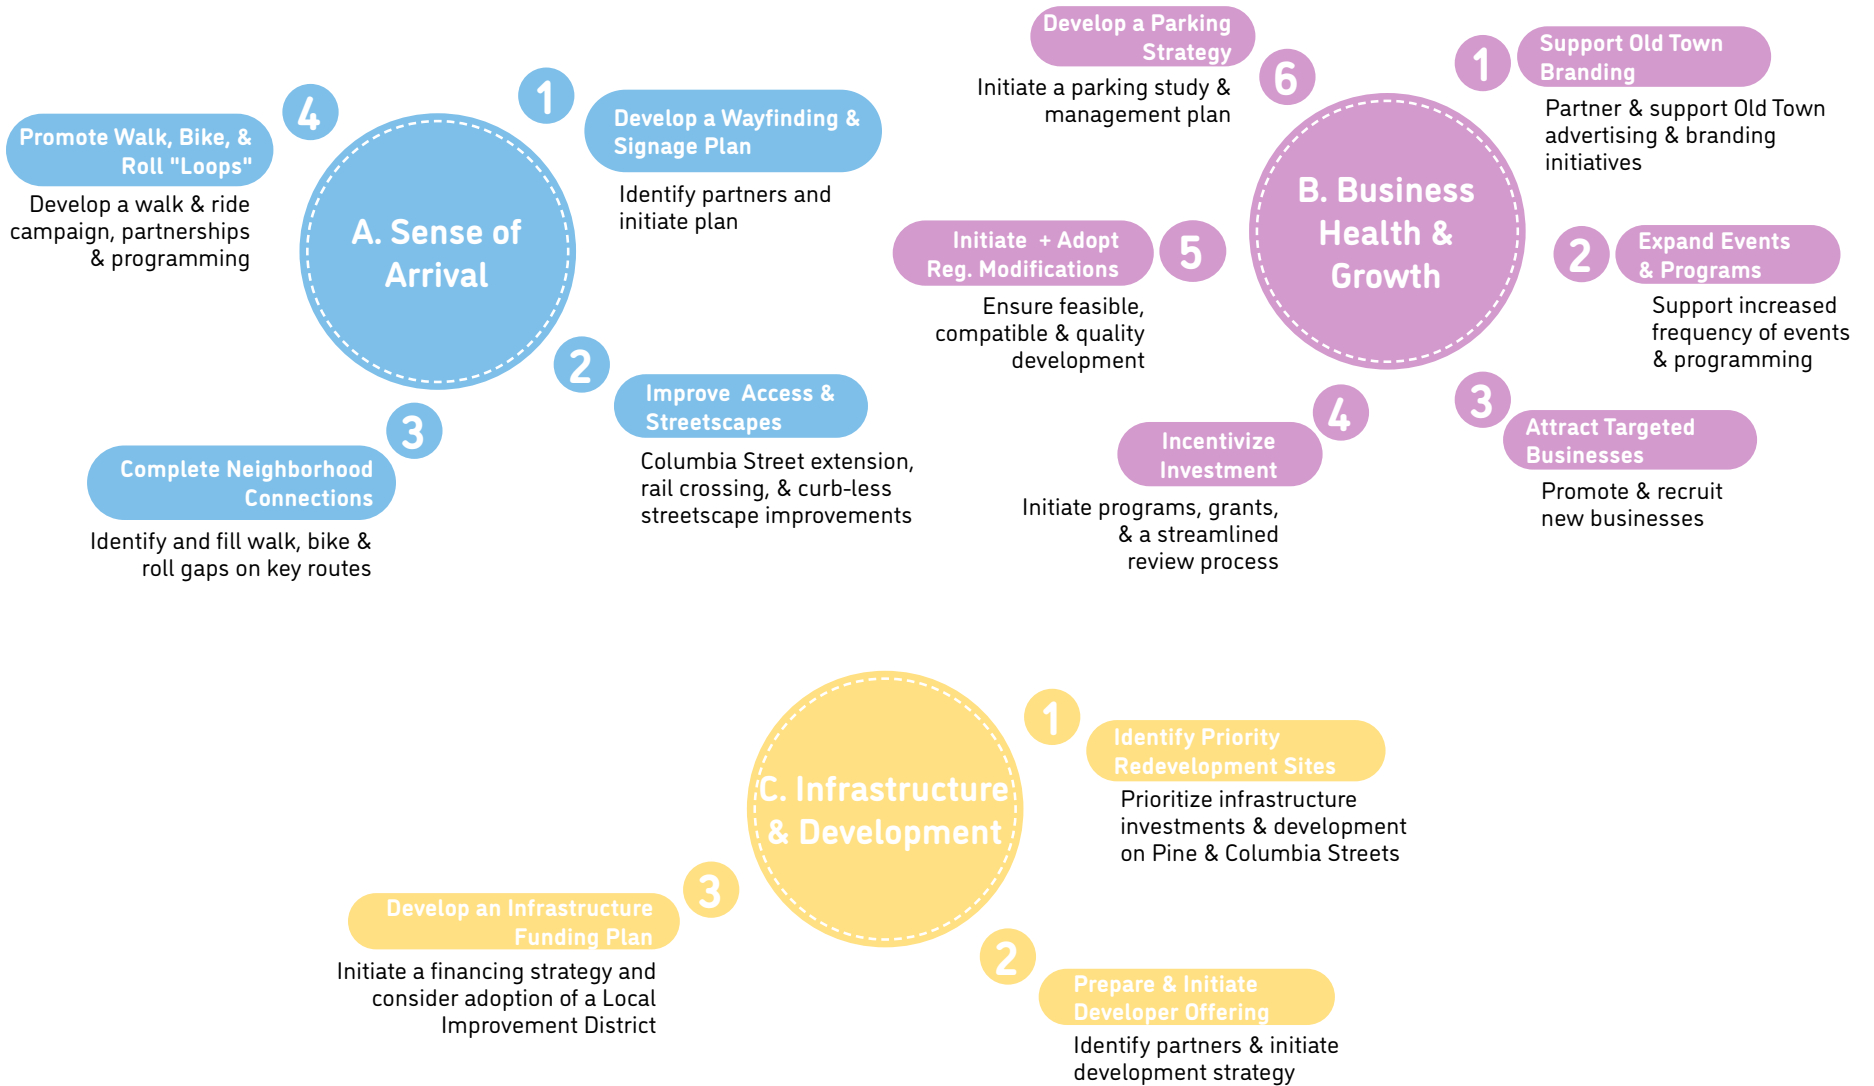 A. Sense of
Arrival
1
Develop a Wayfinding &
Signage Plan
Identify partners and
initiate plan
2
Improve Access &
Streetscapes
Columbia Street extension,
rail crossing, & curb-less
streetscape improvements
3
Complete Neighborhood
Connections
Identify and fill walk, bike &
roll gaps on key routes
4
Promote Walk, Bike, &
Roll "Loops"
Develop a walk & ride
campaign, partnerships
& programming
B. Business
Health &
Growth
1
Support Old Town
Branding
Partner & support Old Town
advertising & branding
initiatives
2
Expand Events
& Programs
Support increased
frequency of events
& programming
3
Attract Targeted
Businesses
Promote & recruit
new businesses
4
Incentivize
Investment
Initiate programs, grants,
& a streamlined
review process
5
Initiate + Adopt
Reg. Modifications
Ensure feasible,
compatible & quality
development
6
Develop a Parking
Strategy
Initiate a parking study &
management plan
C. Infrastructure
& Development
1
Identify Priority
Redevelopment Sites
Prioritize infrastructure
investments & development
on Pine & Columbia Streets
2
Prepare & Initiate
Developer Offering
Identify partners & initiate
development strategy
3
Develop an Infrastructure
Funding Plan
Initiate a financing strategy and
consider adoption of a Local
Improvement District